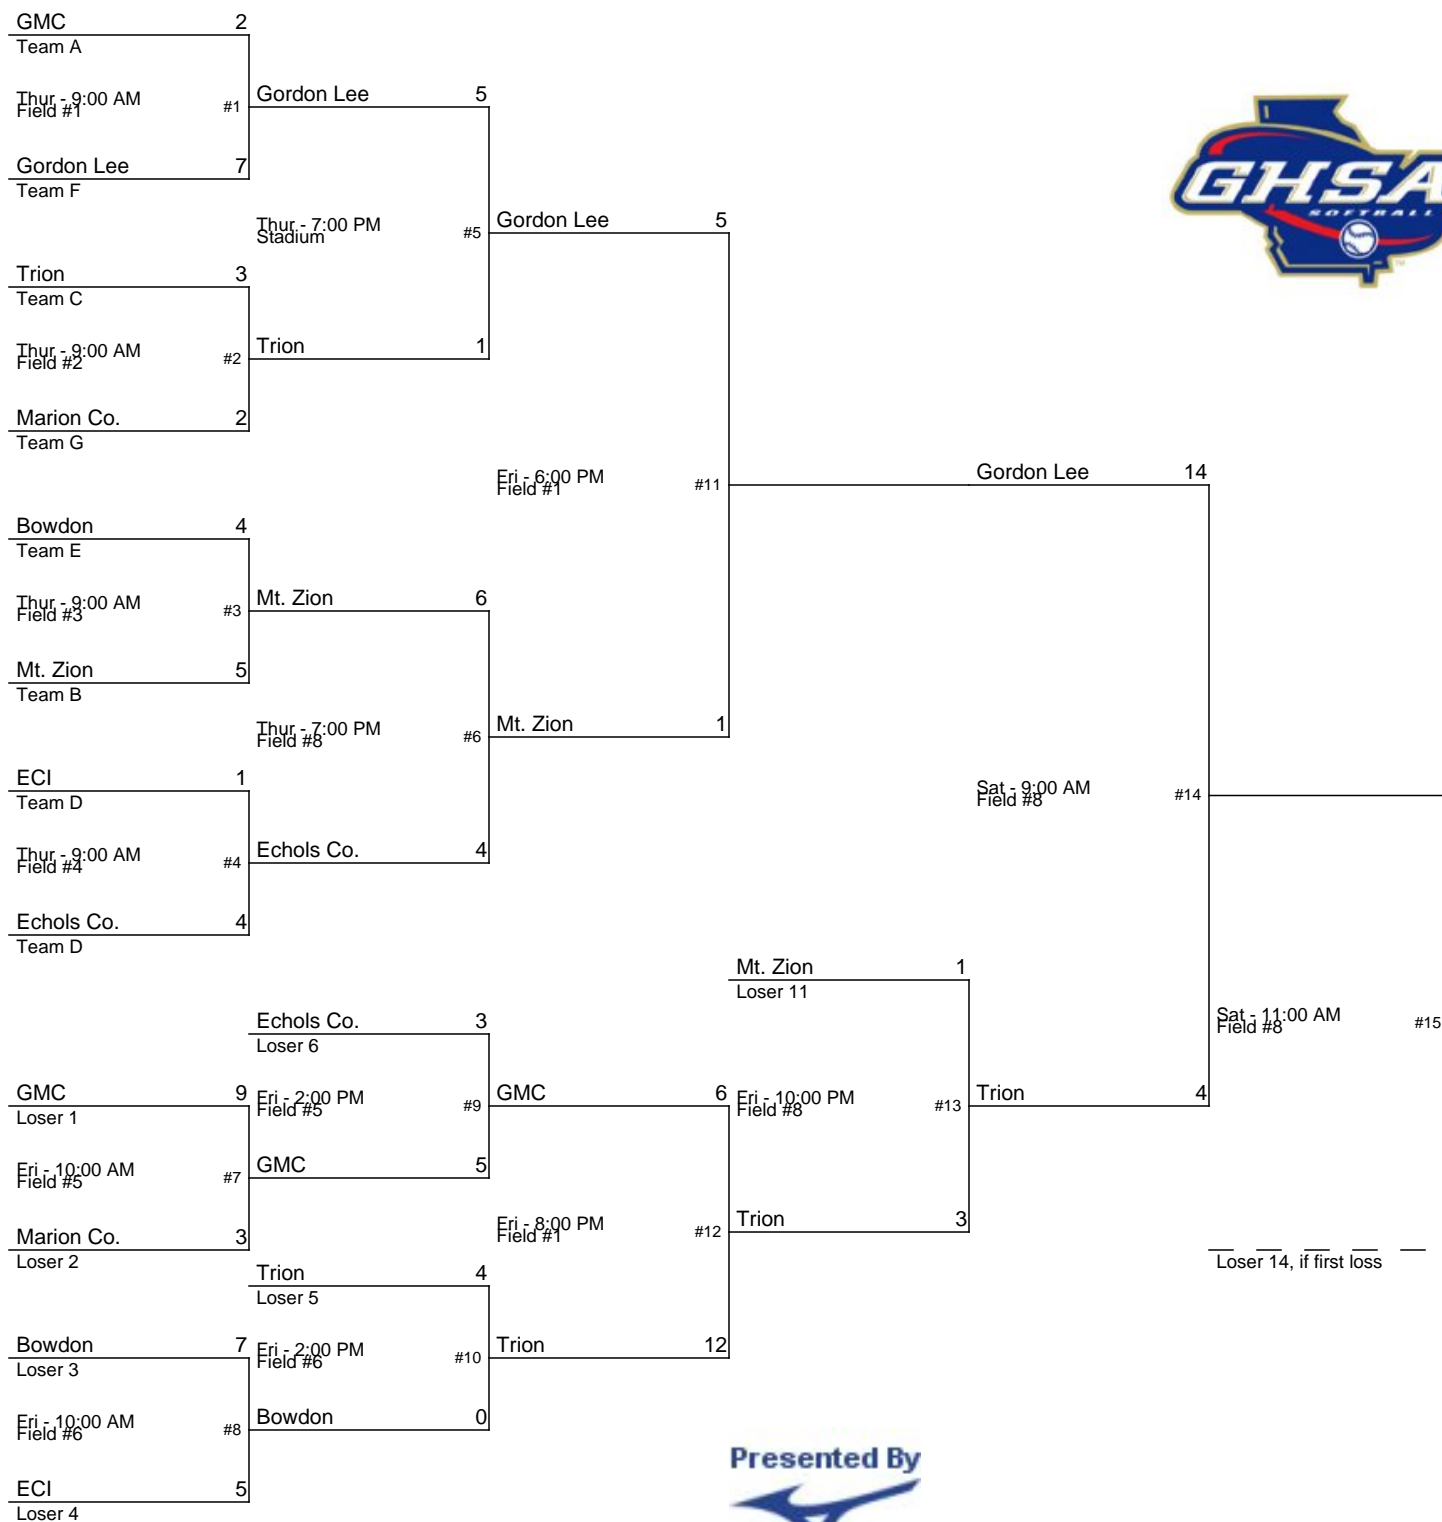 GMC 2
Team A
Thur - 9:00 AM
Field #1
#1
Gordon Lee 5
Gordon Lee 7
Team F
Thur - 7:00 PM
Stadium
#5
Gordon Lee 5
Trion 3
Team C
Thur - 9:00 AM
Field #2
#2
Trion 1
Marion Co. 2
Team G
Fri - 6:00 PM
Field #1
#11
Gordon Lee 14
Bowdon 4
Team E
Thur - 9:00 AM
Field #3
#3
Mt. Zion 6
Mt. Zion 5
Team B
Thur - 7:00 PM
Field #8
#6
Mt. Zion 1
ECI 1
Team D
Thur - 9:00 AM
Field #4
#4
Echols Co. 4
Echols Co. 4
Team D
Sat - 9:00 AM
Field #8
#14
Mt. Zion 1
Loser 11
Echols Co. 3
Loser 6
Sat - 11:00 AM
Field #8
#15
GMC 9
Loser 1
Fri - 2:00 PM
Field #5
#9
GMC 6
Fri - 10:00 PM
Field #8
#13
Trion 4
Fri - 10:00 AM
Field #5
#7
GMC 5
Marion Co. 3
Loser 2
Fri - 8:00 PM
Field #1
#12
Trion 3
Trion 4
Loser 5
Loser 14, if first loss
Bowdon 7
Loser 3
Fri - 2:00 PM
Field #6
#10
Trion 12
Fri - 10:00 AM
Field #6
#8
Bowdon 0
ECI 5
Loser 4
GHSA
SOFTBALL
Presented By